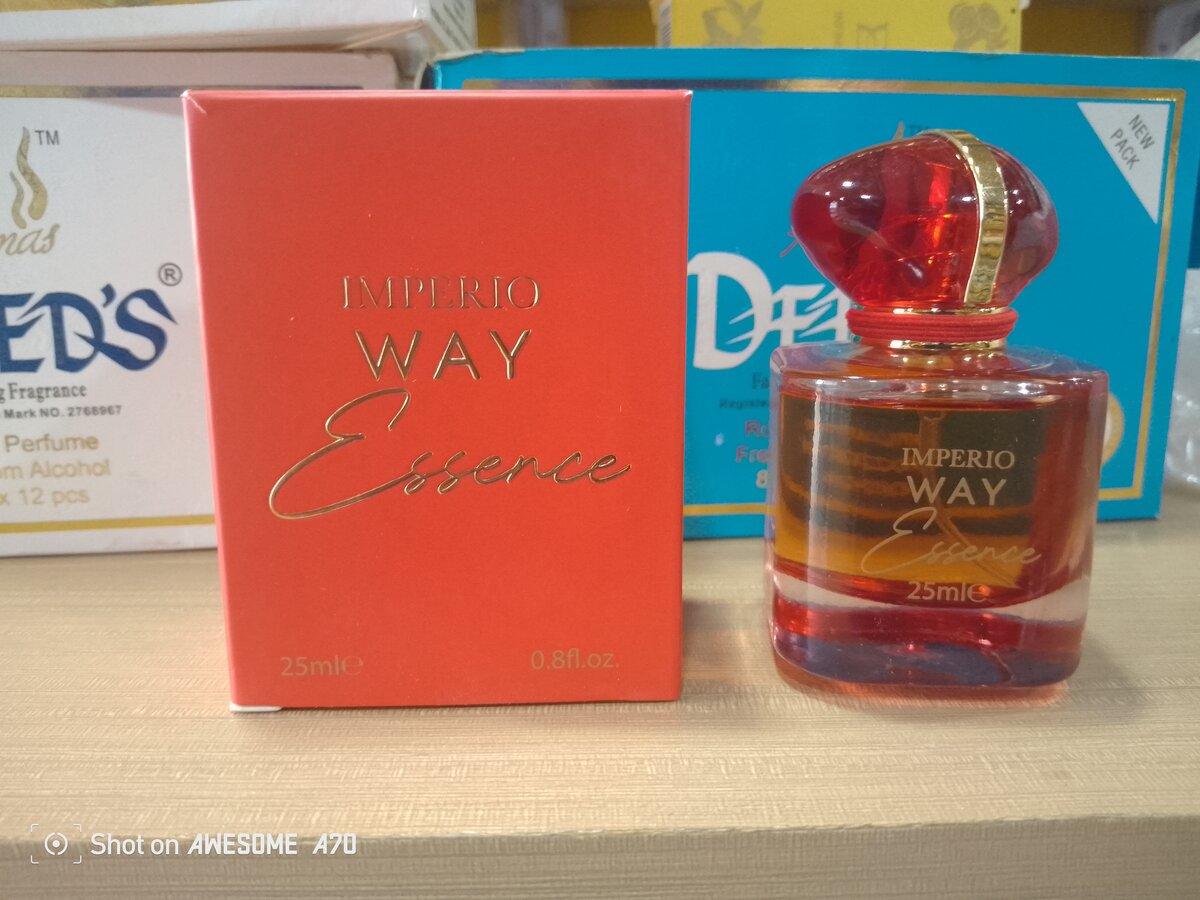 TM
ED'S®
Fragrance
Mark NO. 2768967
Perfume
Alcohol
x 12 pcs
IMPERIO
WAY
Essence
25ml℮
0.8fl.oz.
NEW
PACK
IMPERIO
WAY
Essence
25ml℮
Shot on AWESOME A70